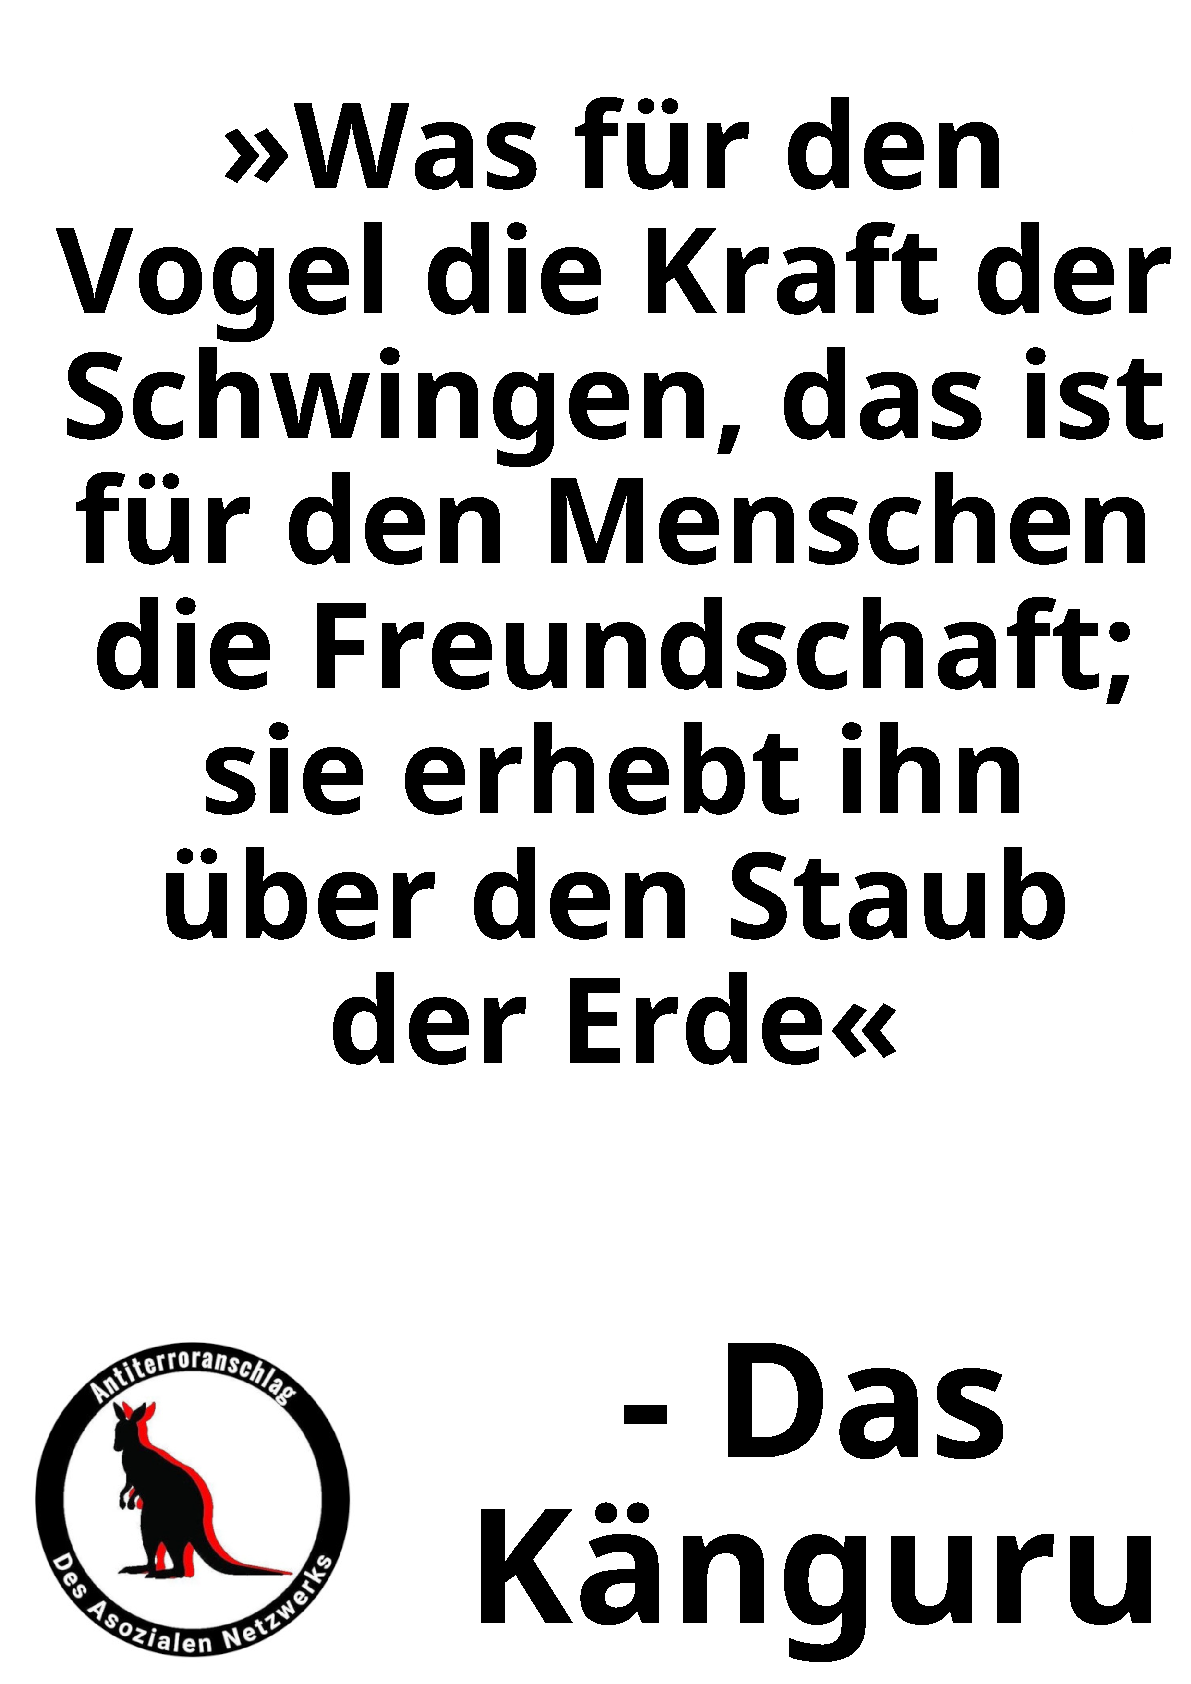 »Was für den
Vogel die Kraft der
Schwingen, das ist
für den Menschen
die Freundschaft;
sie erhebt ihn
über den Staub
der Erde«
- Das
Känguru
Antiterroranschlag
Des Asozialen Netzwerks